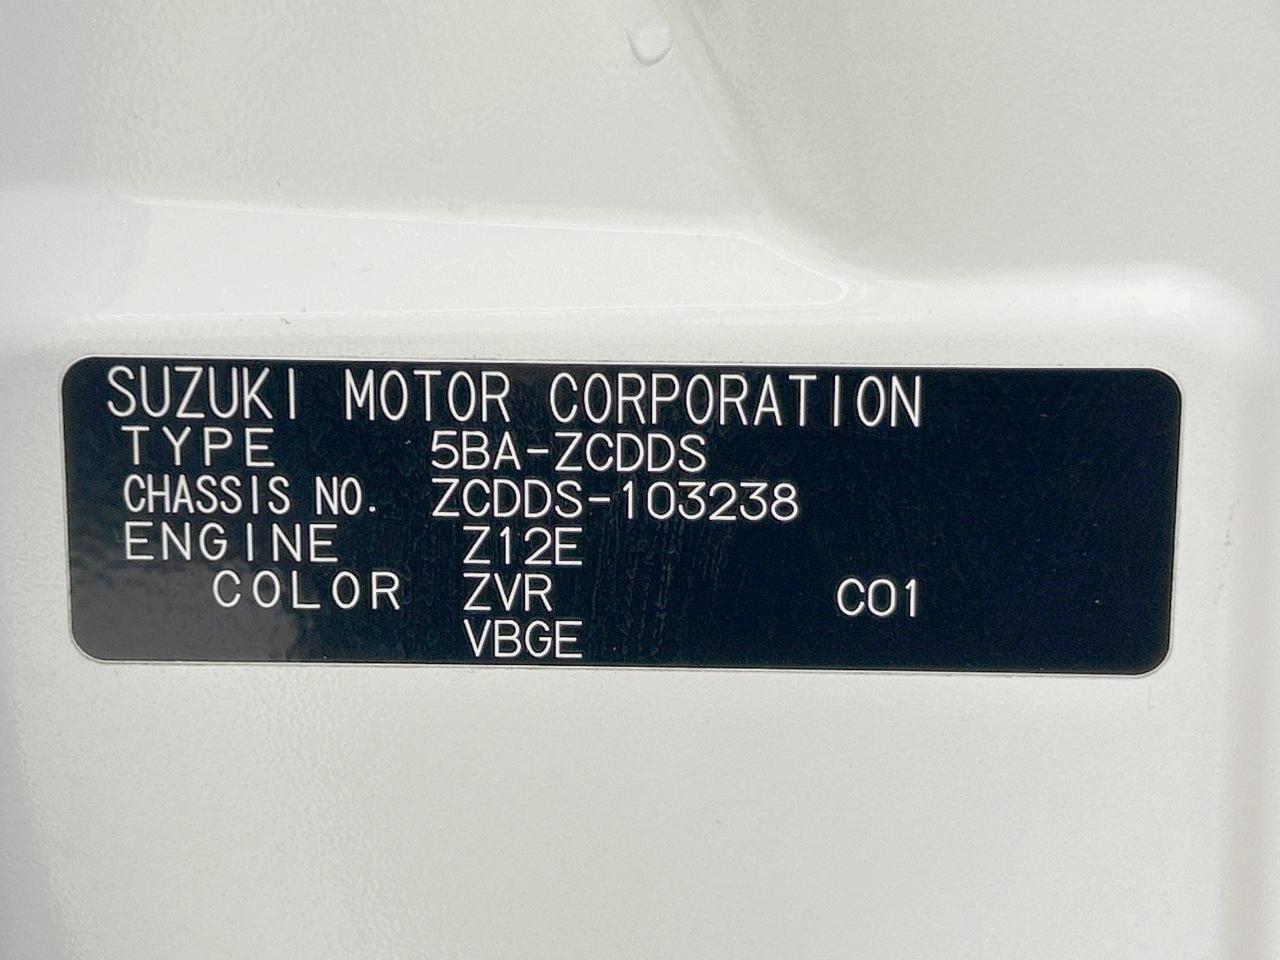 SUZUKI MOTOR CORPORATION
TYPE 5BA-ZCDDS
CHASSIS NO. ZCDDS-103238
ENGINE Z12E
COLOR ZVR C01
VBGE